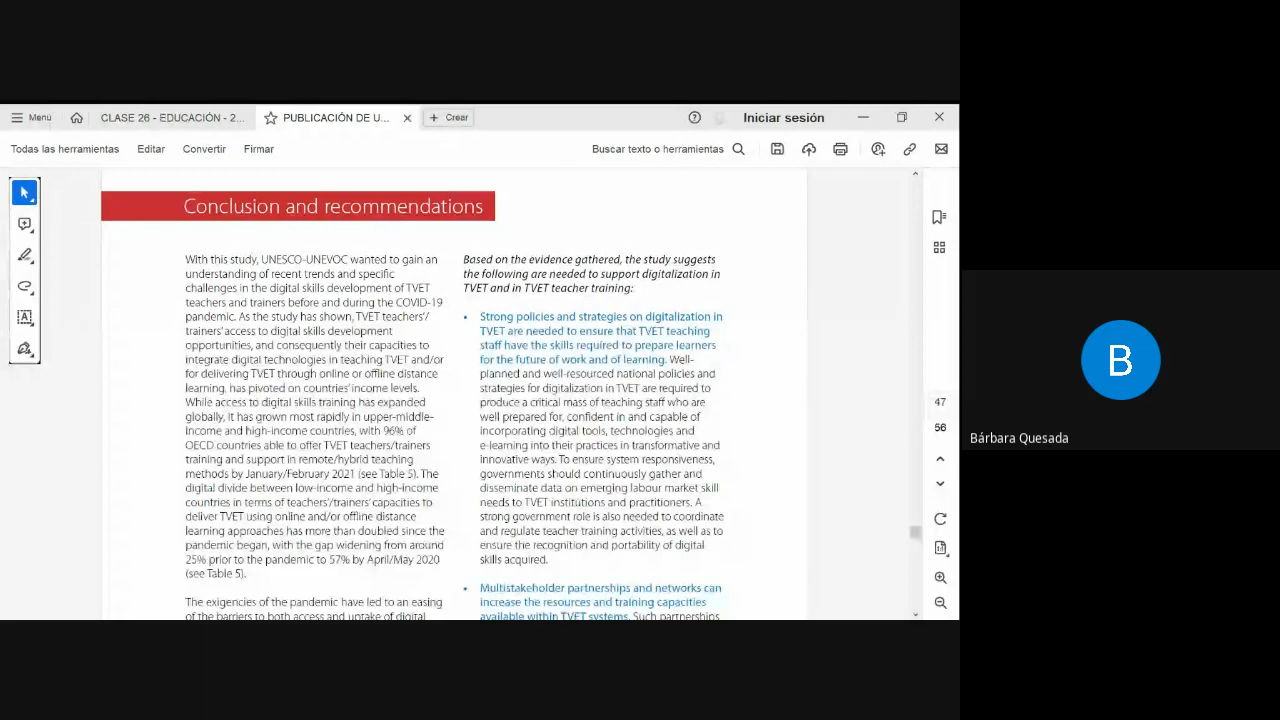 Menú
CLASE 26 - EDUCACIÓN - 2...
PUBLICACIÓN DE U...
Crear
Iniciar sesión
Todas las herramientas
Editar
Convertir
Firmar
Buscar texto o herramientas
Conclusion and recommendations
With this study, UNESCO-UNEVOC wanted to gain an
understanding of recent trends and specific
challenges in the digital skills development of TVET
teachers and trainers before and during the COVID-19
pandemic. As the study has shown, TVET teachers'/
trainers' access to digital skills development
opportunities, and consequently their capacities to
integrate digital technologies in teaching TVET and/or
for delivering TVET through online or offline distance
learning, has pivoted on countries' income levels.
While access to digital skills training has expanded
globally, it has grown most rapidly in upper-middle-
income and high-income countries, with 96% of
OECD countries able to offer TVET teachers/trainers
training and support in remote/hybrid teaching
methods by January/February 2021 (see Table 5). The
digital divide between low-income and high-income
countries in terms of teachers'/trainers' capacities to
deliver TVET using online and/or offline distance
learning approaches has more than doubled since the
pandemic began, with the gap widening from around
25% prior to the pandemic to 57% by April/May 2020
(see Table 5).
The exigencies of the pandemic have led to an easing
of the barriers to both access and uptake of digital
Based on the evidence gathered, the study suggests
the following are needed to support digitalization in
TVET and in TVET teacher training:
• Strong policies and strategies on digitalization in
TVET are needed to ensure that TVET teaching
staff have the skills required to prepare learners
for the future of work and of learning. Well-
planned and well-resourced national policies and
strategies for digitalization in TVET are required to
produce a critical mass of teaching staff who are
well prepared for, confident in and capable of
incorporating digital tools, technologies and
e-learning into their practices in transformative and
innovative ways. To ensure system responsiveness,
governments should continuously gather and
disseminate data on emerging labour market skill
needs to TVET institutions and practitioners. A
strong government role is also needed to coordinate
and regulate teacher training activities, as well as to
ensure the recognition and portability of digital
skills acquired.
• Multistakeholder partnerships and networks can
increase the resources and training capacities
available within TVET systems. Such partnerships
47
56
B
Bárbara Quesada